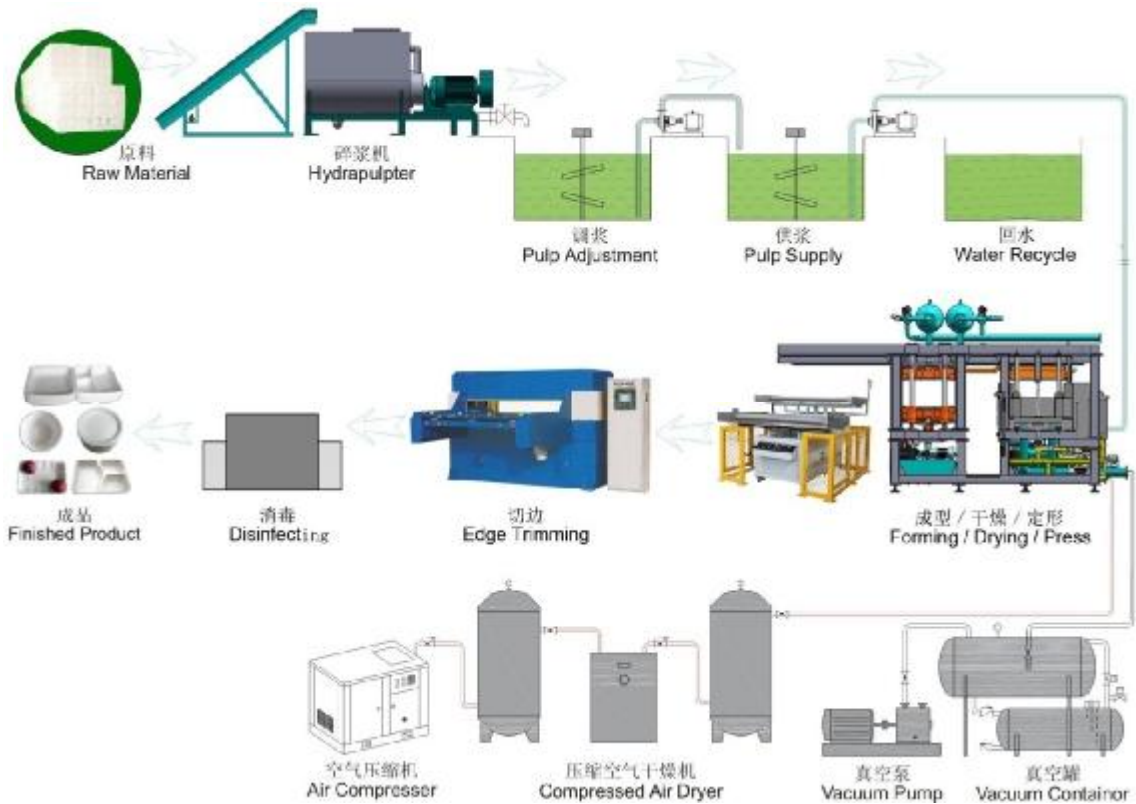 原料
Raw Material
碎浆机
Hydrapulpter
调浆
Pulp Adjustment
供浆
Pulp Supply
回水
Water Recycle
成品
Finished Product
消毒
Disinfecting
切边
Edge Trimming
成型 / 干燥 / 定形
Forming / Drying / Press
空气压缩机
Air Compresser
压缩空气干燥机
Compressed Air Dryer
真空泵
Vacuum Pump
真空罐
Vacuum Container